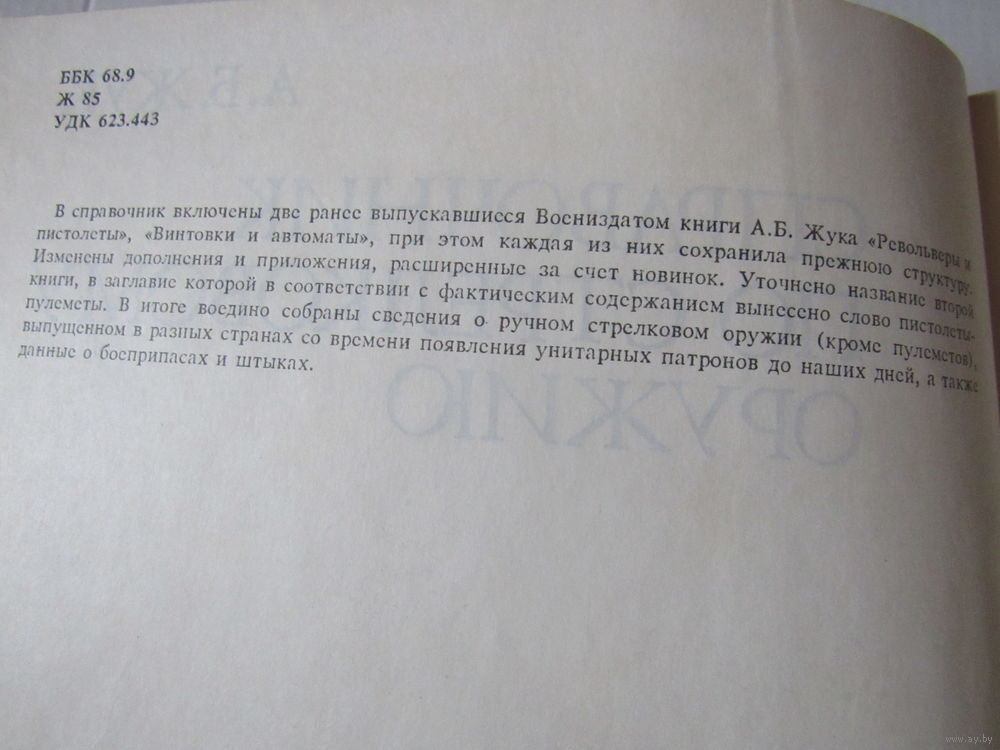 ББК 68.9
Ж 85
УДК 623.443
В справочник включены две ранее выпускавшиеся Воениздатом книги А.Б. Жука «Револьверы и
пистолеты», «Винтовки и автоматы», при этом каждая из них сохранила прежнюю структуру.
Изменены дополнения и приложения, расширенные за счет новинок. Уточнено название второй
книги, в заглавие которой в соответствии с фактическим содержанием вынесено слово пистолеты-
пулеметы. В итоге воедино собраны сведения о ручном стрелковом оружии (кроме пулеметов),
выпущенном в разных странах со времени появления унитарных патронов до наших дней, а также
данные о боеприпасах и штыках.
www.ay.by